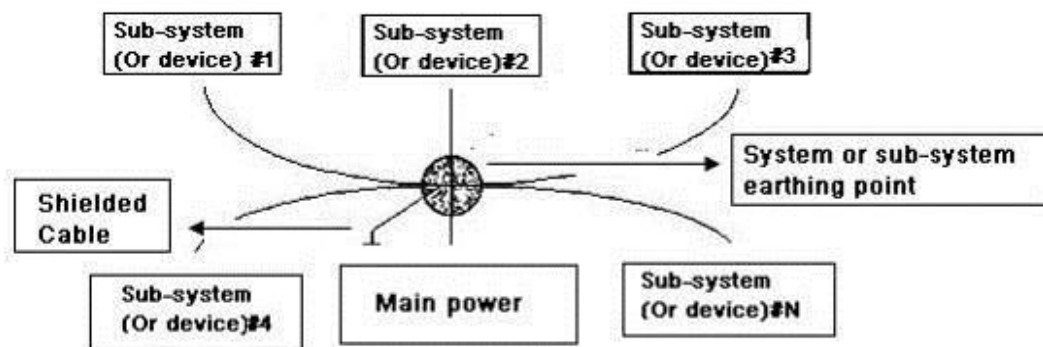 Sub-system
(Or device) #1
Sub-system
(Or device)#2
Sub-system
(Or device)#3
System or sub-system
earthing point
Shielded
Cable
Sub-system
(Or device)#4
Main power
Sub-system
(Or device)#N